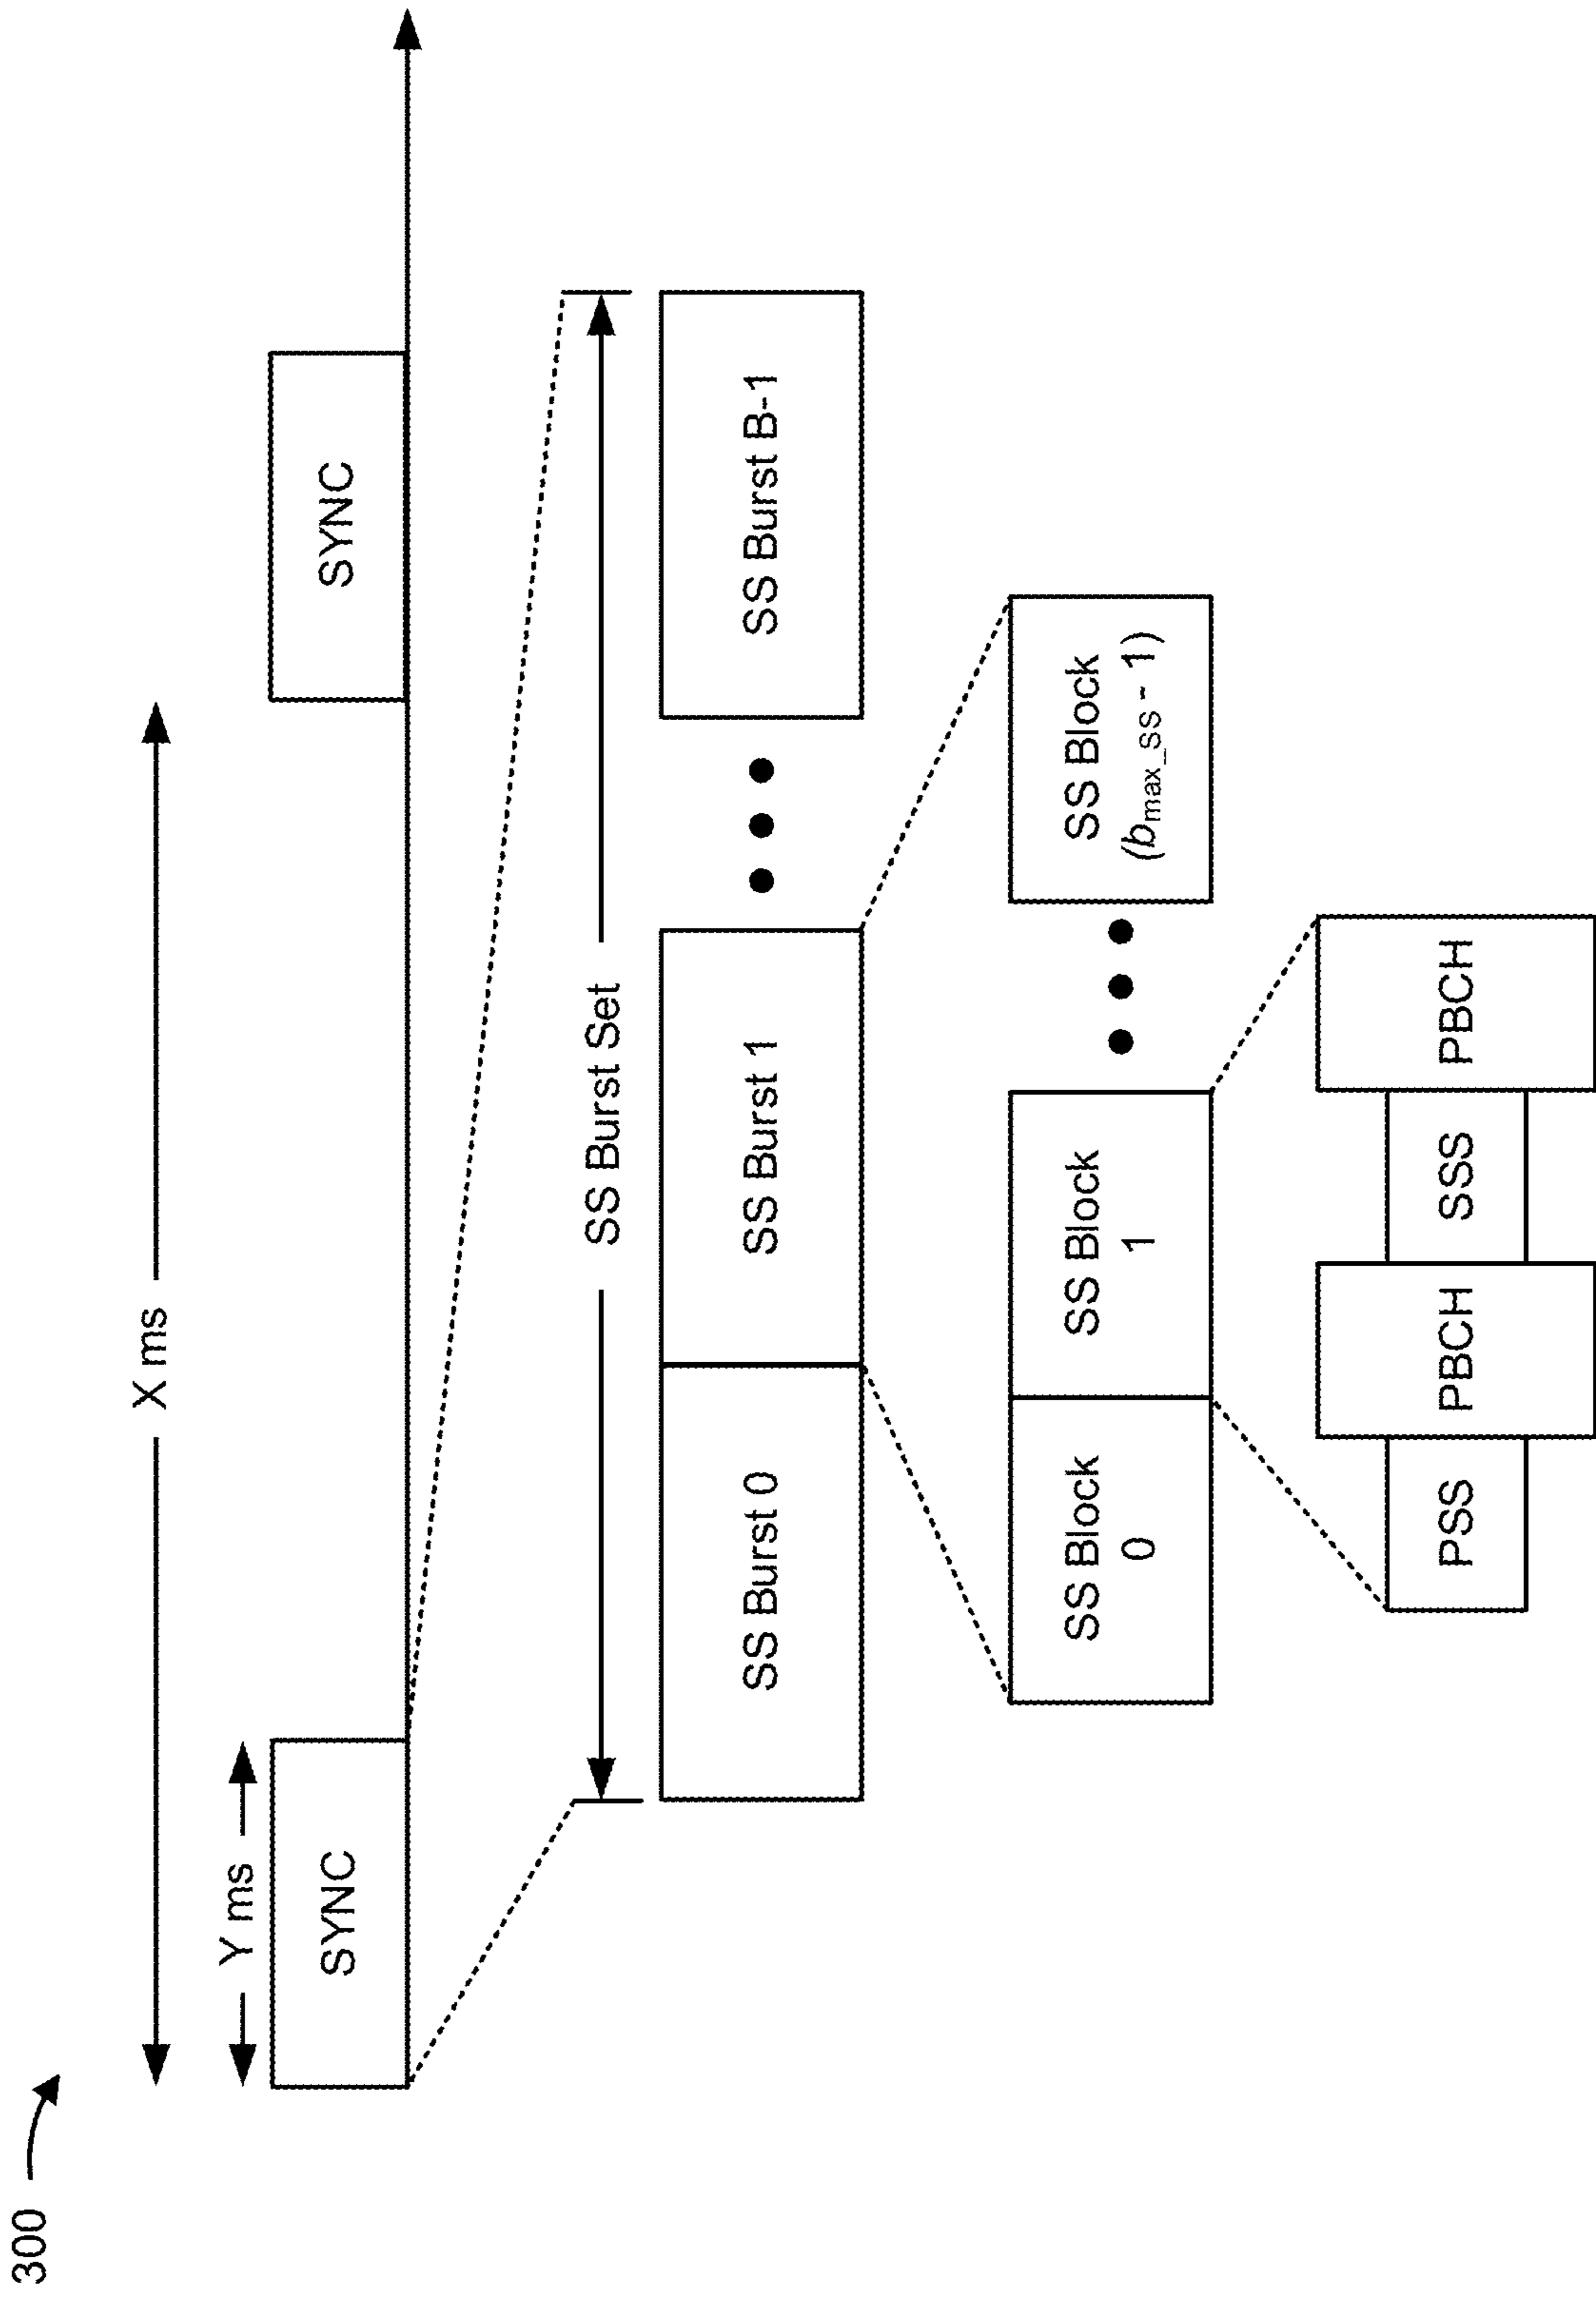 300
X ms
Y ms
SYNC
SYNC
SS Burst Set
SS Burst 0
SS Burst 1
SS Burst B-1
SS Block
0
SS Block
1
SS Block
(bmax_SS - 1)
PSS
PBCH
SSS
PBCH